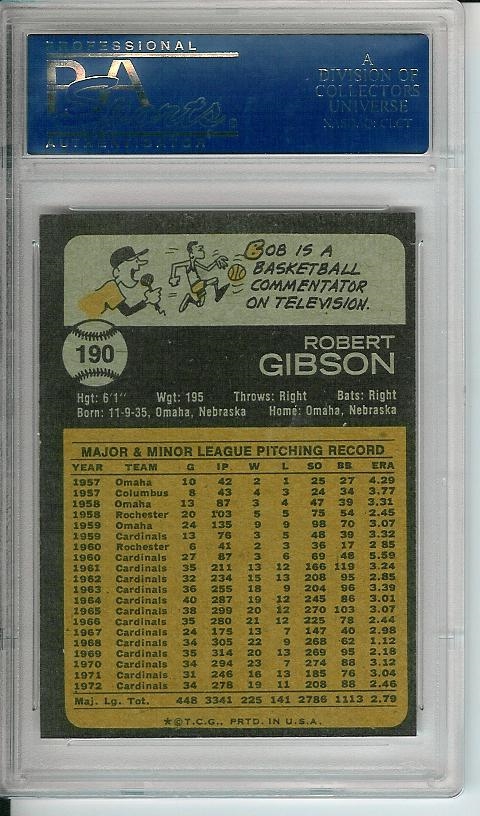 PROFESSIONAL
PSA
Sports
AUTHENTICATOR
A
DIVISION OF
COLLECTORS
UNIVERSE
NASDAQ: CLCT
BOB IS A
BASKETBALL
COMMENTATOR
ON TELEVISION.
190
ROBERT
GIBSON
Hgt: 6'1" Wgt: 195 Throws: Right Bats: Right
Born: 11-9-35, Omaha, Nebraska Home: Omaha, Nebraska
MAJOR & MINOR LEAGUE PITCHING RECORD
YEAR TEAM G IP. W L SO BB. ERA
1957 Omaha 10 42 2 1 25 27 4.29
1957 Columbus 8 43 4 3 24 34 3.77
1958 Omaha 13 87 3 4 47 39 3.31
1958 Rochester 20 103 5 5 75 54 2.45
1959 Omaha 24 135 9 9 98 70 3.07
1959 Cardinals 13 76 3 5 48 39 3.32
1960 Rochester 6 41 2 3 36 17 2.85
1960 Cardinals 27 87 3 6 69 48 5.59
1961 Cardinals 35 211 13 12 166 119 3.24
1962 Cardinals 32 234 15 13 208 95 2.85
1963 Cardinals 36 255 18 9 204 96 3.39
1964 Cardinals 40 287 19 12 245 86 3.01
1965 Cardinals 38 299 20 12 270 103 3.07
1966 Cardinals 35 280 21 12 225 78 2.44
1967 Cardinals 24 175 13 7 147 40 2.98
1968 Cardinals 34 305 22 9 268 62 1.12
1969 Cardinals 35 314 20 13 269 95 2.18
1970 Cardinals 34 294 23 7 274 88 3.12
1971 Cardinals 31 246 16 13 185 76 3.04
1972 Cardinals 34 278 19 11 208 88 2.46
Maj. Lg. Tot. 448 3341 225 141 2786 1113 2.79
★©T.C.G., PRTD. IN U.S.A.